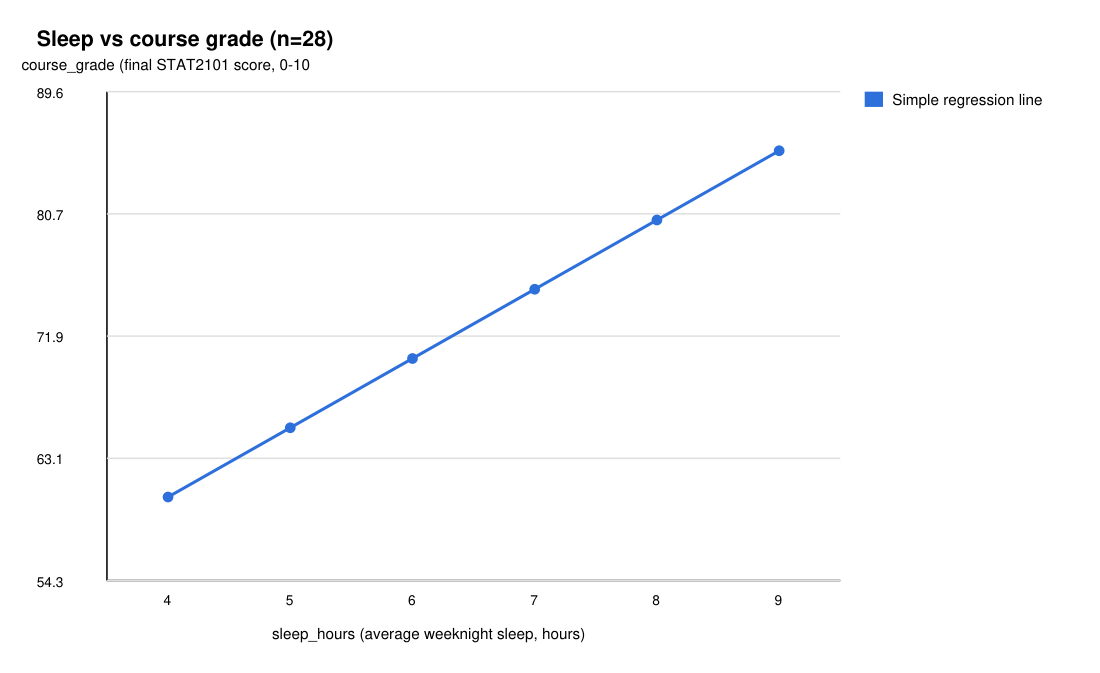 Sleep vs course grade (n=28)
course_grade (final STAT2101 score, 0-10
89.6
Simple regression line
80.7
71.9
63.1
54.3
4 5 6 7 8 9
sleep_hours (average weeknight sleep, hours)